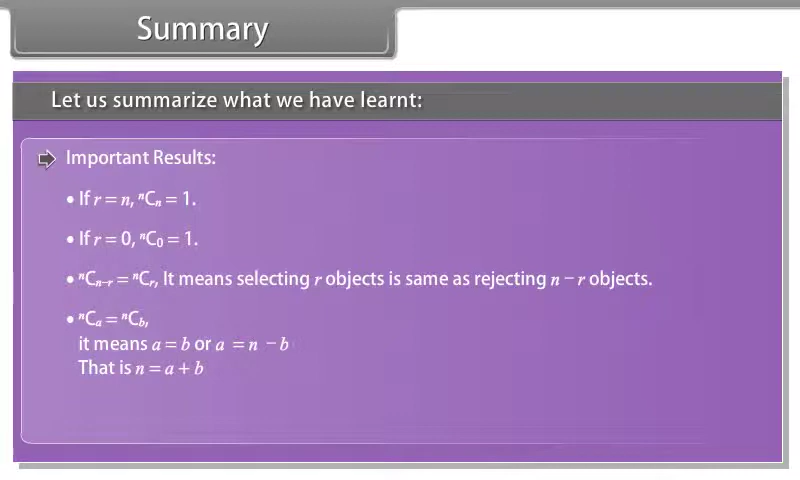 Summary
Let us summarize what we have learnt:
Important Results:
• If r = n, ⁿCₙ = 1.
• If r = 0, ⁿC₀ = 1.
• ⁿCₙ₋ᵣ = ⁿCᵣ, It means selecting r objects is same as rejecting n − r objects.
• ⁿCₐ = ⁿC_b,
it means a = b or a = n − b
That is n = a + b